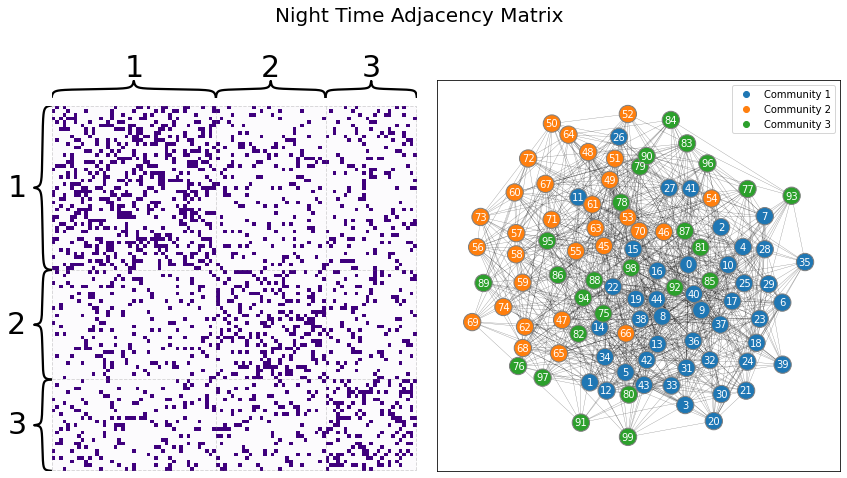 Night Time Adjacency Matrix
1 2 3
1
2
3
Community 1
Community 2
Community 3
52
50 84
64 26
83
48 90
72 51 79 96
49
67 27 41 77
60 11 54 93
61 78
73 71 53 7
63 2
57 70 46 87
56 95 45 15 81 4 28
58 55
98 0 10 35
86 16
89 59 88 85 25 29
22 92
94 19 44 40 17 6
74 75 9
69 47 38 8 23
62 14 37
82 66
68 13 36 18
65 34 42 32 24 39
76 5 31
97 1 43 33
12 80 30 21
3
91 20
99